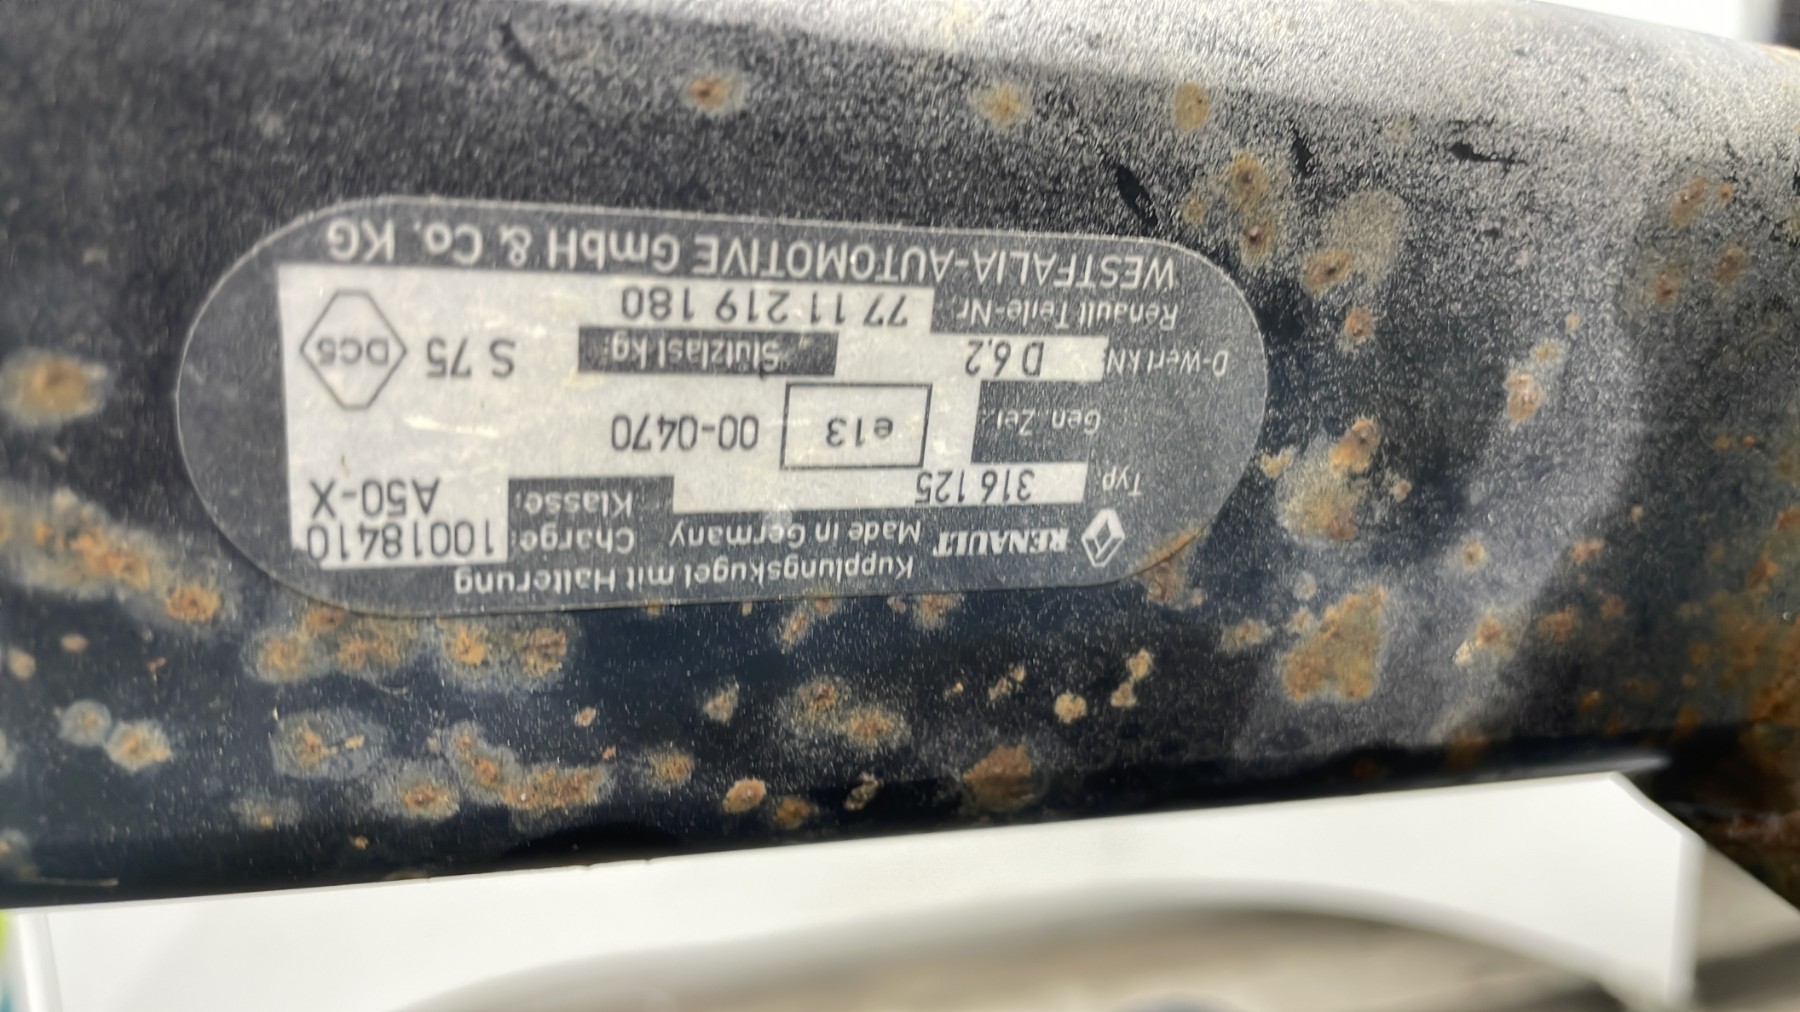 Kupplungskugel mit Halterung
RENAULT Made in Germany Charge: 10018410
Typ 316 125 Klasse: A50-X
Gen. Zei.: e13 00-0470
D-Wert kN: D 6,2 Stützlast kg: S 75
Renault Teile-Nr. 77 11 219 180
WESTFALIA-AUTOMOTIVE GmbH & Co. KG